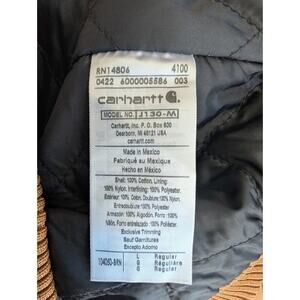 RN14806 4100
0422 6000005586 003
carhartt
MODEL NO. J130-M
Carhartt, Inc. P.O. Box 600
Dearborn, MI 48121 USA
carhartt.com
Made in Mexico
Fabriqué au Mexique
Hecho en México
Shell: 100% Cotton, Lining:
100% Nylon, Interlining: 100% Polyester
Extérieur: 100% Coton, Doublure: 100% Nylon,
Entredoublure 100% Polyester
Armazón: 100% Algodón, Forro: 100%
Nilón, Forro entretelado: 100% Poliéster
Exclusive Trimming
Sauf Garnitures
Excepto Adorno
104050-BRN L Regular
G Régulière
G Regular